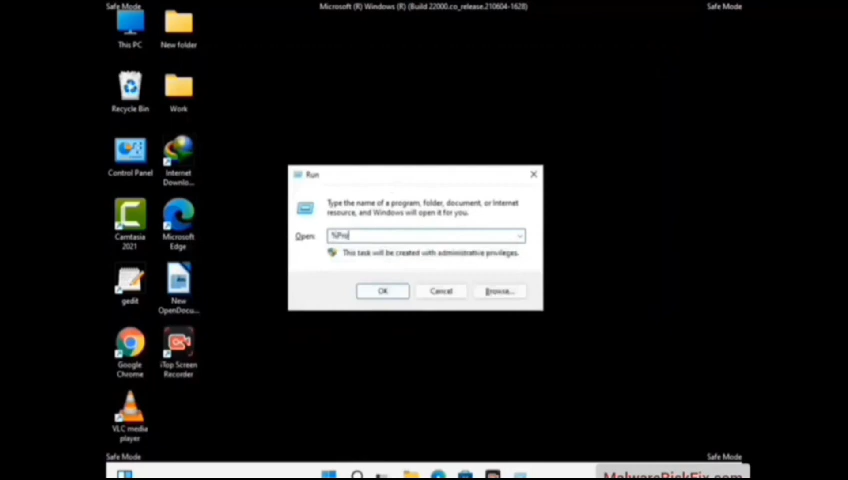 Safe Mode
Microsoft (R) Windows (R) (Build 22000.co_release.210604-1628)
Safe Mode
This PC
New folder
Recycle Bin
Work
Control Panel
Internet
Downlo...
Camtasia
2021
Microsoft
Edge
gedit
New
OpenDocu...
Google
Chrome
iTop Screen
Recorder
VLC media
player
Run
Type the name of a program, folder, document, or Internet
resource, and Windows will open it for you.
Open:
This task will be created with administrative privileges.
OK
Cancel
Browse...
Safe Mode
Safe Mode
MalwareRiskFix.com